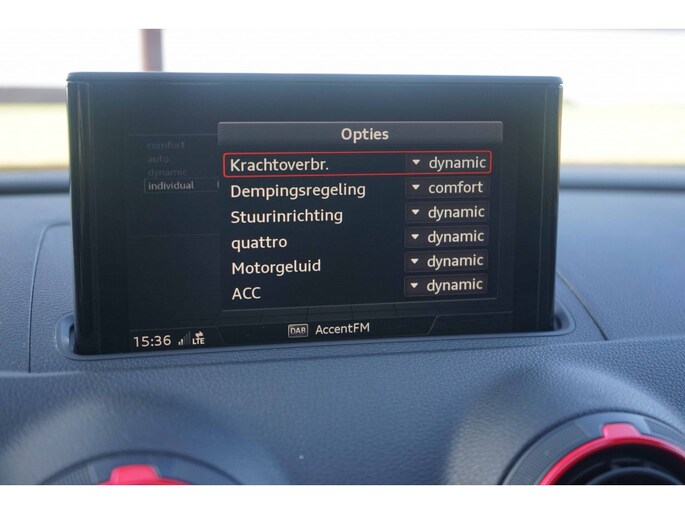 Opties
comfort
auto
dynamic
individual
Krachtoverbr. dynamic
Dempingsregeling comfort
Stuurinrichting dynamic
quattro dynamic
Motorgeluid dynamic
ACC dynamic
15:36 LTE DAB AccentFM